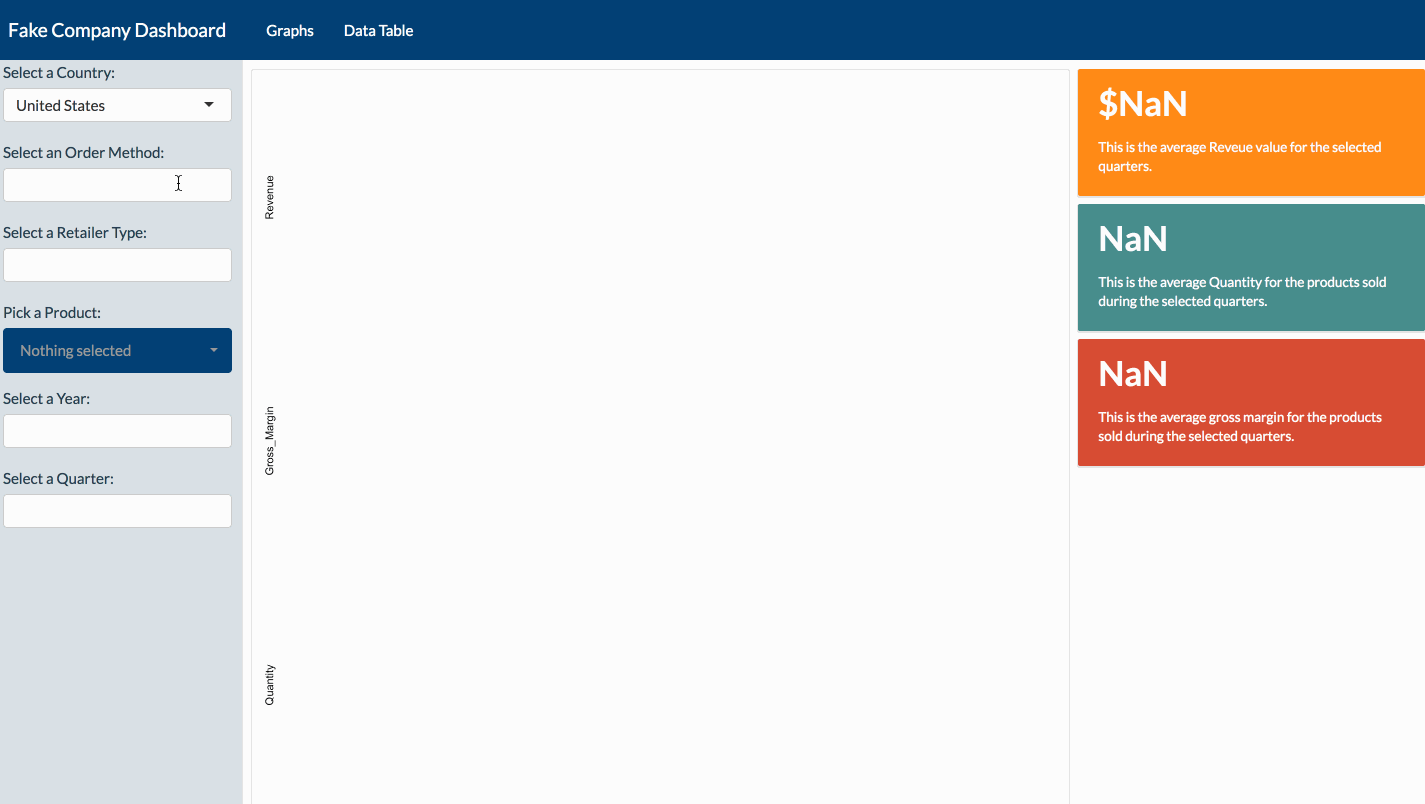 Fake Company Dashboard Graphs Data Table
Select a Country:
United States
Select an Order Method:
Select a Retailer Type:
Pick a Product:
Nothing selected
Select a Year:
Select a Quarter:
Revenue
Gross_Margin
Quantity
$NaN
This is the average Reveue value for the selected
quarters.
NaN
This is the average Quantity for the products sold
during the selected quarters.
NaN
This is the average gross margin for the products
sold during the selected quarters.